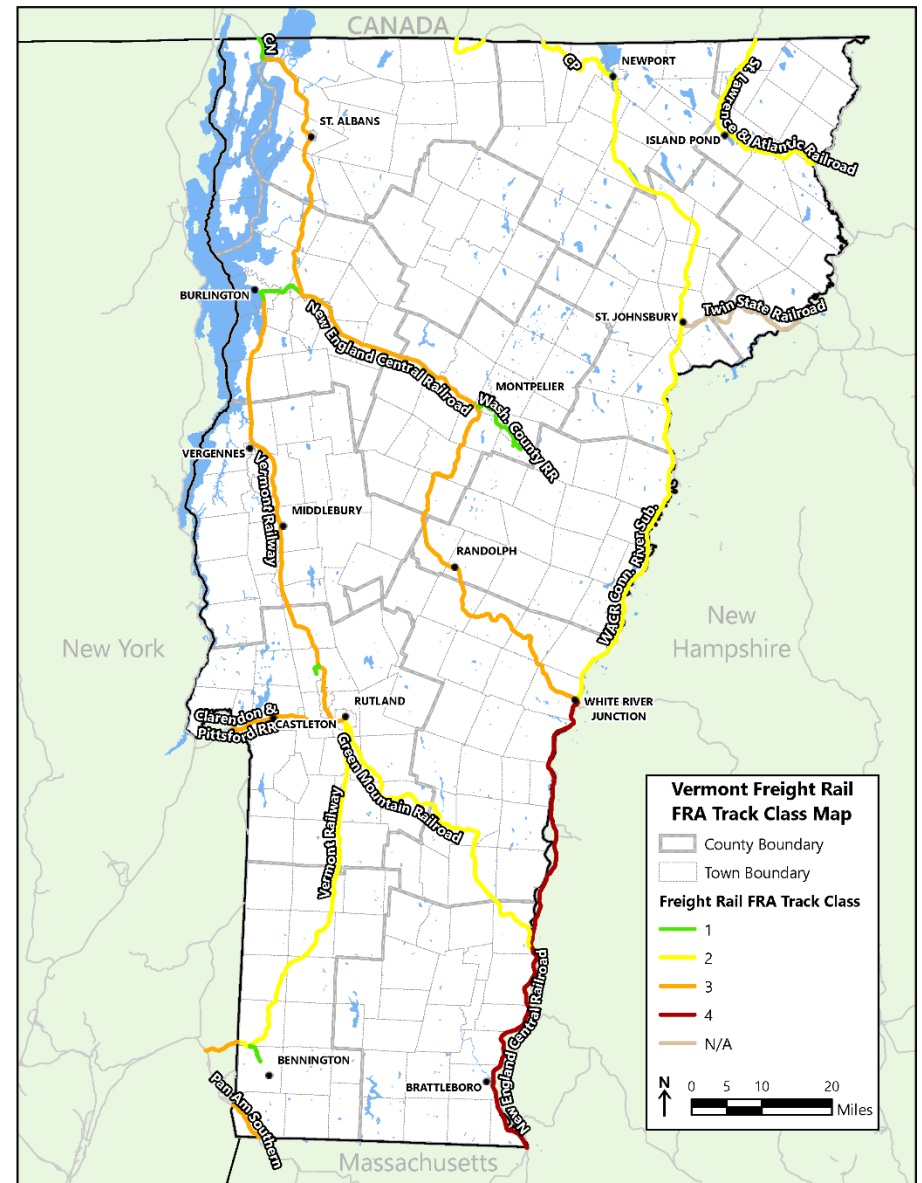 CANADA
CN
CP
NEWPORT
St. Lawrence & Atlantic Railroad
ST. ALBANS
ISLAND POND
BURLINGTON
ST. JOHNSBURY
Twin State Railroad
New England Central Railroad
MONTPELIER
Wash. County RR
VERGENNES
Vermont Railway
MIDDLEBURY
RANDOLPH
WACR Conn. River Sub.
New York
New
Hampshire
WHITE RIVER
JUNCTION
Clarendon &
Pittsford RR
CASTLETON
RUTLAND
Green Mountain Railroad
Vermont Railway
New England Central Railroad
BENNINGTON
BRATTLEBORO
Pan Am Southern
Massachusetts
Vermont Freight Rail
FRA Track Class Map
County Boundary
Town Boundary
Freight Rail FRA Track Class
1
2
3
4
N/A
N
0 5 10 20
Miles